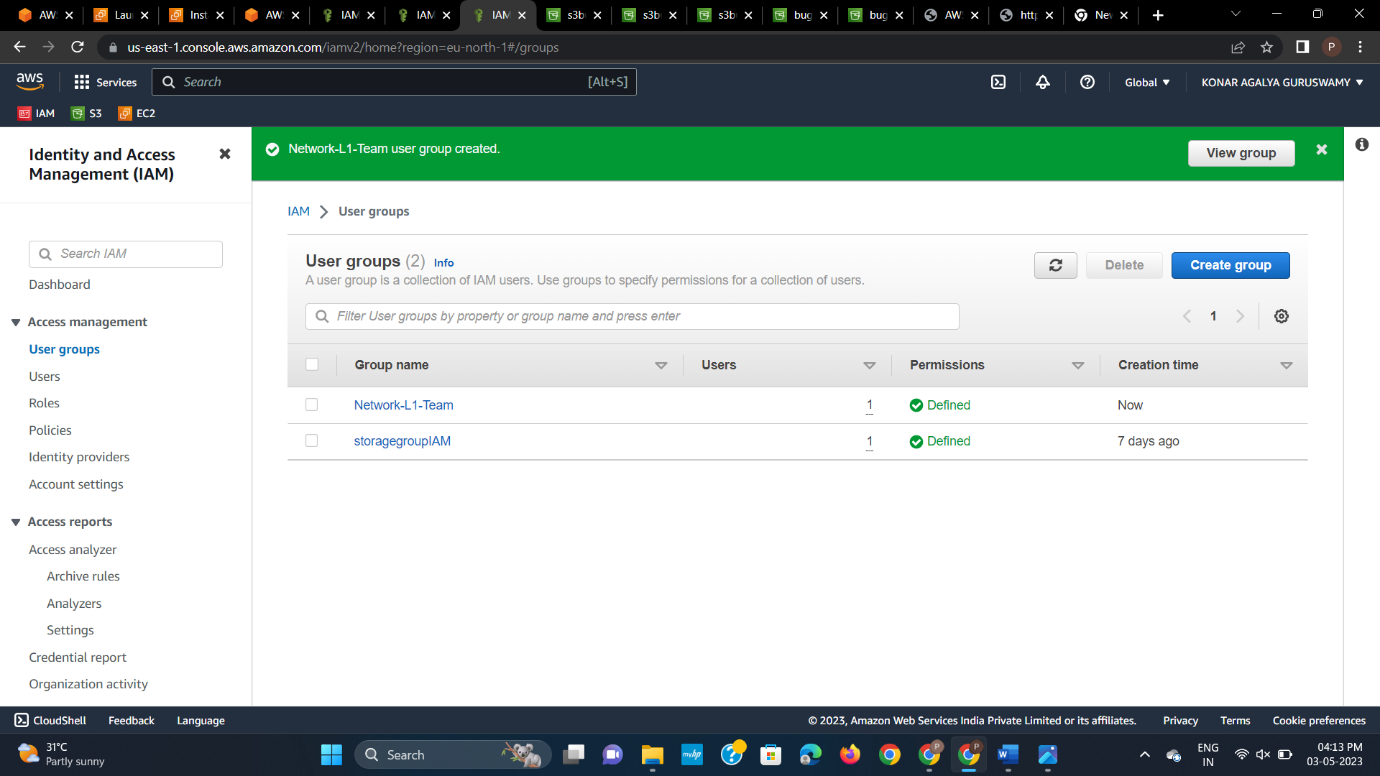 AW
Lau
Inst
AW
IAM
IAM
IAM
s3b
s3b
s3b
bug
bug
AW
http
Nev
us-east-1.console.aws.amazon.com/iamv2/home?region=eu-north-1#/groups
P
aws
Services
Search
[Alt+S]
Global
KONAR AGALYA GURUSWAMY
IAM
S3
EC2
Identity and Access
Management (IAM)
Search IAM
Dashboard
Access management
User groups
Users
Roles
Policies
Identity providers
Account settings
Access reports
Access analyzer
Archive rules
Analyzers
Settings
Credential report
Organization activity
Network-L1-Team user group created.
View group
IAM
User groups
User groups (2) Info
A user group is a collection of IAM users. Use groups to specify permissions for a collection of users.
Delete
Create group
Filter User groups by property or group name and press enter
1
Group name Users Permissions Creation time
Network-L1-Team 1 Defined Now
storagegroupIAM 1 Defined 7 days ago
CloudShell Feedback Language
© 2023, Amazon Web Services India Private Limited or its affiliates. Privacy Terms Cookie preferences
31°C
Partly sunny
Search
ENG
IN
04:13 PM
03-05-2023